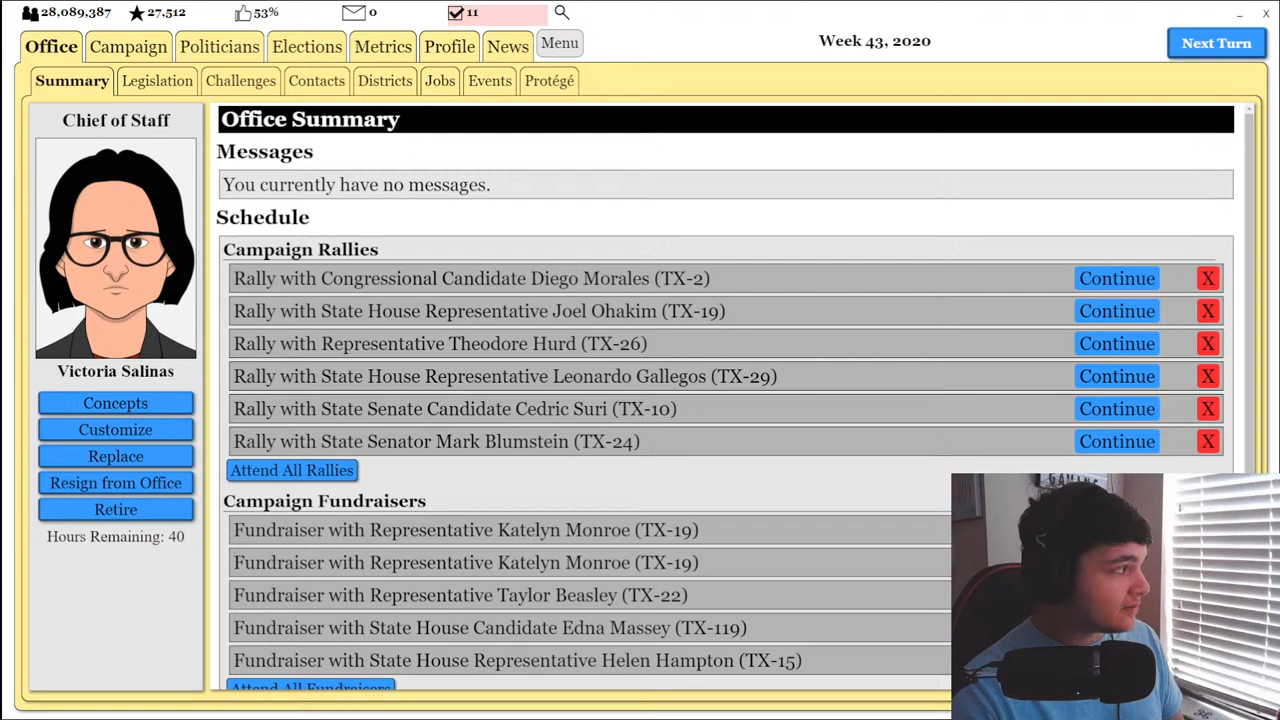 28,089,387 27,512 53% 0 11
Office Campaign Politicians Elections Metrics Profile News Menu Week 43, 2020 Next Turn
Summary Legislation Challenges Contacts Districts Jobs Events Protégé
Chief of Staff
Victoria Salinas
Concepts
Customize
Replace
Resign from Office
Retire
Hours Remaining: 40
Office Summary
Messages
You currently have no messages.
Schedule
Campaign Rallies
Rally with Congressional Candidate Diego Morales (TX-2) Continue X
Rally with State House Representative Joel Ohakim (TX-19) Continue X
Rally with Representative Theodore Hurd (TX-26) Continue X
Rally with State House Representative Leonardo Gallegos (TX-29) Continue X
Rally with State Senate Candidate Cedric Suri (TX-10) Continue X
Rally with State Senator Mark Blumstein (TX-24) Continue X
Attend All Rallies
Campaign Fundraisers
Fundraiser with Representative Katelyn Monroe (TX-19)
Fundraiser with Representative Katelyn Monroe (TX-19)
Fundraiser with Representative Taylor Beasley (TX-22)
Fundraiser with State House Candidate Edna Massey (TX-119)
Fundraiser with State House Representative Helen Hampton (TX-15)
Attend All Fundraisers